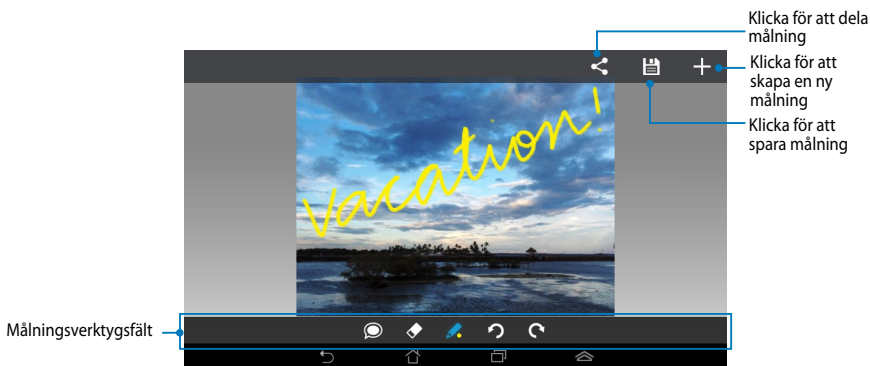 Klicka för att dela
målning
Klicka för att
skapa en ny
målning
Klicka för att
spara målning
vacation!
Målningsverktygsfält